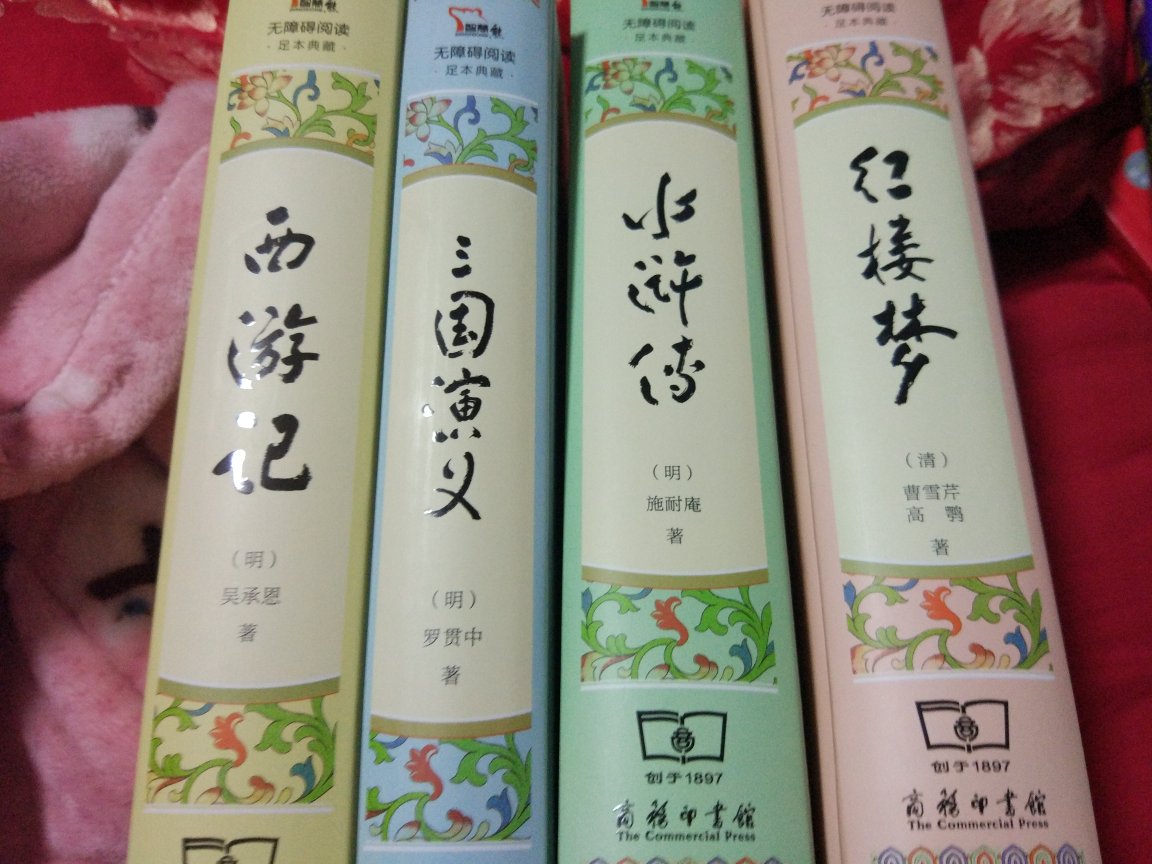 无障碍阅读
·足本典藏·
西游记
（明）
吴承恩
著
智慧熊
无障碍阅读
·足本典藏·
三国演义
（明）
罗贯中
著
无障碍阅读
足本典藏·
水浒传
（明）
施耐庵
著
创于1897
商务印书馆
The Commercial Press
无障碍阅读
·足本典藏·
红楼梦
（清）
曹雪芹
高鹗
著
创于1897
商务印书馆
The Commercial Press